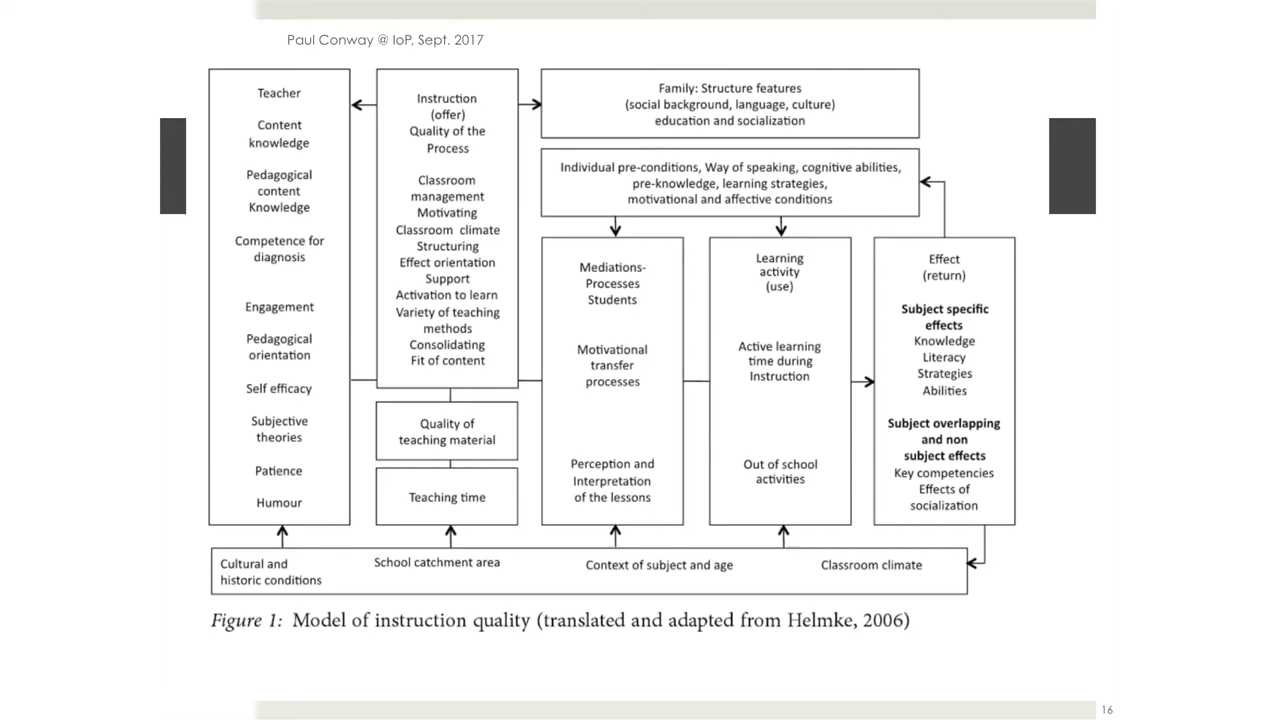 Paul Conway @ IoP, Sept. 2017
Teacher
Content
knowledge
Pedagogical
content
Knowledge
Competence for
diagnosis
Engagement
Pedagogical
orientation
Self efficacy
Subjective
theories
Patience
Humour
Instruction
(offer)
Quality of the
Process
Classroom
management
Motivating
Classroom climate
Structuring
Effect orientation
Support
Activation to learn
Variety of teaching
methods
Consolidating
Fit of content
Quality of
teaching material
Teaching time
Family: Structure features
(social background, language, culture)
education and socialization
Individual pre-conditions, Way of speaking, cognitive abilities,
pre-knowledge, learning strategies,
motivational and affective conditions
Mediations-
Processes
Students
Motivational
transfer
processes
Perception and
Interpretation
of the lessons
Learning
activity
(use)
Active learning
time during
Instruction
Out of school
activities
Effect
(return)
Subject specific
effects
Knowledge
Literacy
Strategies
Abilities
Subject overlapping
and non
subject effects
Key competencies
Effects of
socialization
Cultural and
historic conditions
School catchment area
Context of subject and age
Classroom climate
Figure 1: Model of instruction quality (translated and adapted from Helmke, 2006)
16